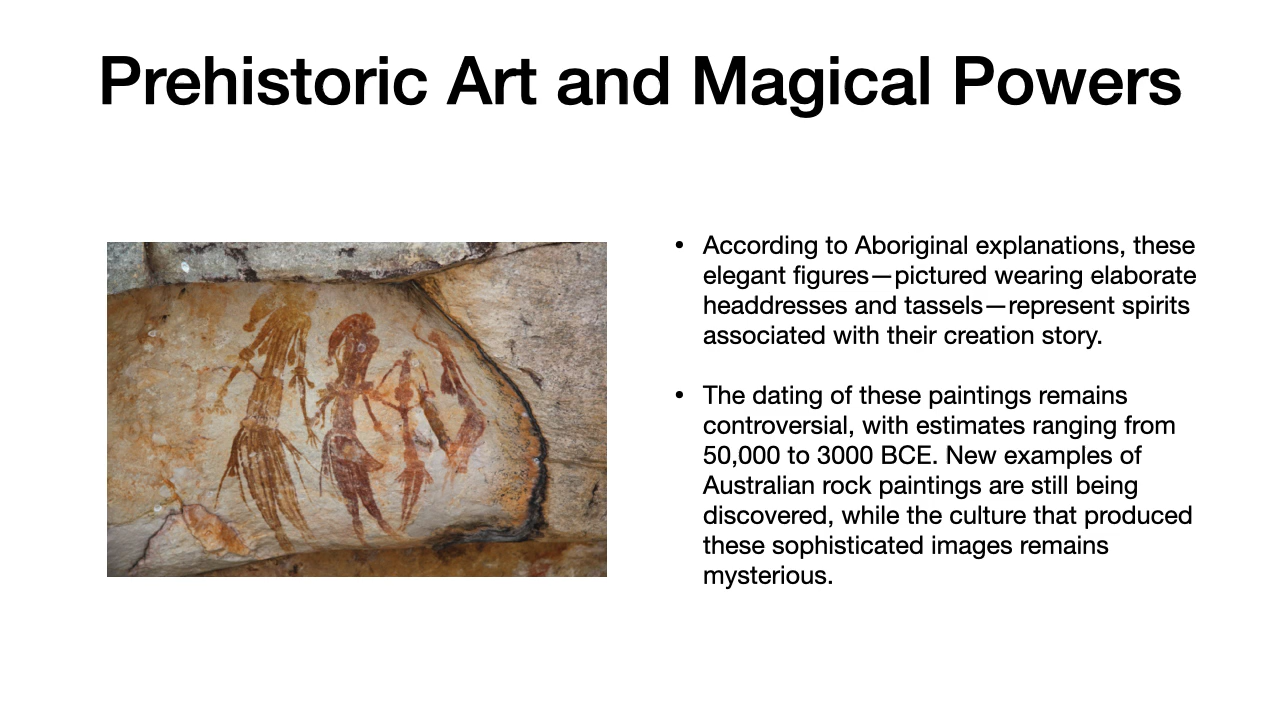 Prehistoric Art and Magical Powers
• According to Aboriginal explanations, these
elegant figures—pictured wearing elaborate
headdresses and tassels—represent spirits
associated with their creation story.
• The dating of these paintings remains
controversial, with estimates ranging from
50,000 to 3000 BCE. New examples of
Australian rock paintings are still being
discovered, while the culture that produced
these sophisticated images remains
mysterious.